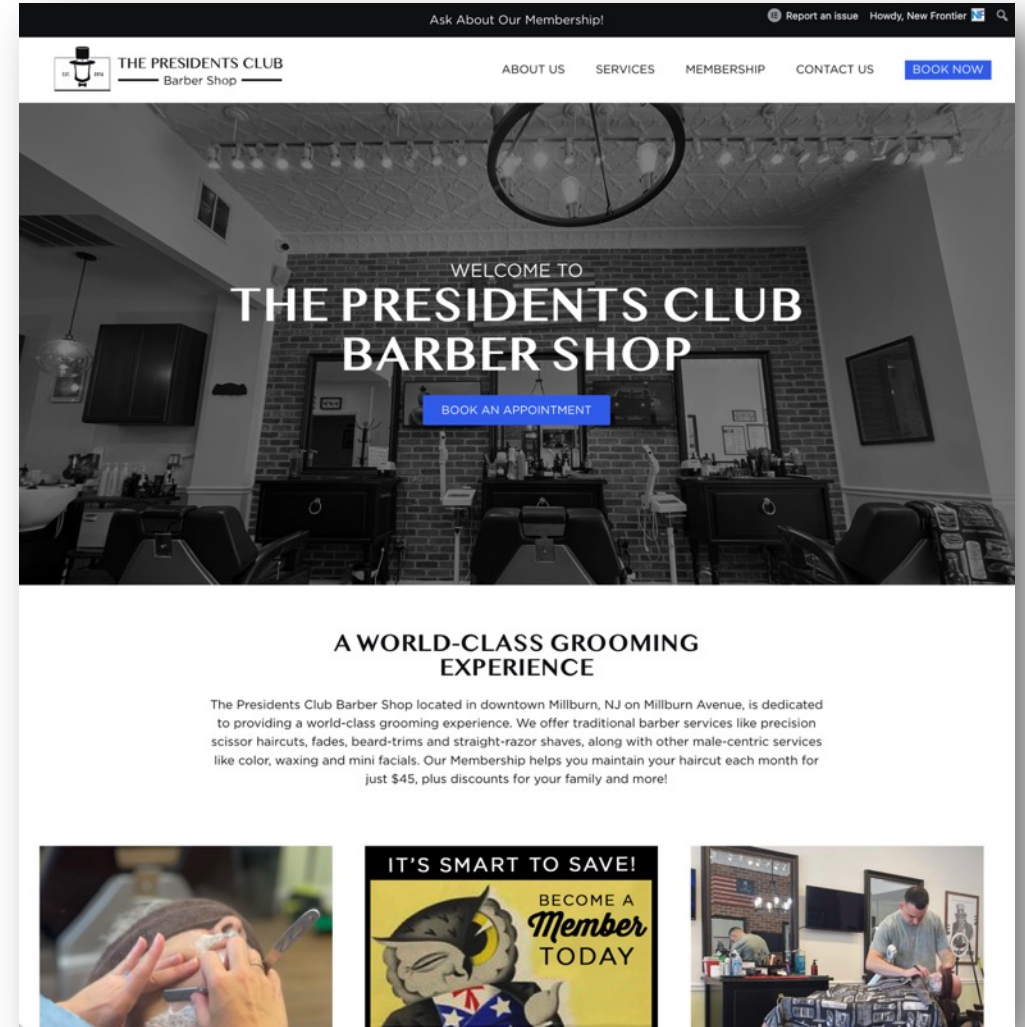 Ask About Our Membership!
Report an issue
Howdy, New Frontier
NF
EST.
2016
THE PRESIDENTS CLUB
Barber Shop
ABOUT US
SERVICES
MEMBERSHIP
CONTACT US
BOOK NOW
WELCOME TO
THE PRESIDENTS CLUB
BARBER SHOP
BOOK AN APPOINTMENT
A WORLD-CLASS GROOMING
EXPERIENCE
The Presidents Club Barber Shop located in downtown Millburn, NJ on Millburn Avenue, is dedicated
to providing a world-class grooming experience. We offer traditional barber services like precision
scissor haircuts, fades, beard-trims and straight-razor shaves, along with other male-centric services
like color, waxing and mini facials. Our Membership helps you maintain your haircut each month for
just $45, plus discounts for your family and more!
IT'S SMART TO SAVE!
BECOME A
Member
TODAY